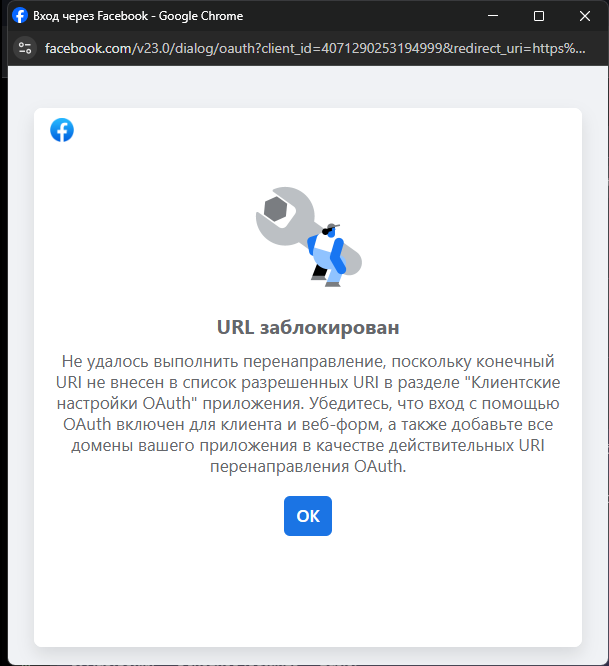 Вход через Facebook - Google Chrome
facebook.com/v23.0/dialog/oauth?client_id=4071290253194999&redirect_uri=https%...
URL заблокирован
Не удалось выполнить перенаправление, поскольку конечный
URI не внесен в список разрешенных URI в разделе "Клиентские
настройки OAuth" приложения. Убедитесь, что вход с помощью
OAuth включен для клиента и веб-форм, а также добавьте все
домены вашего приложения в качестве действительных URI
перенаправления OAuth.
ОК